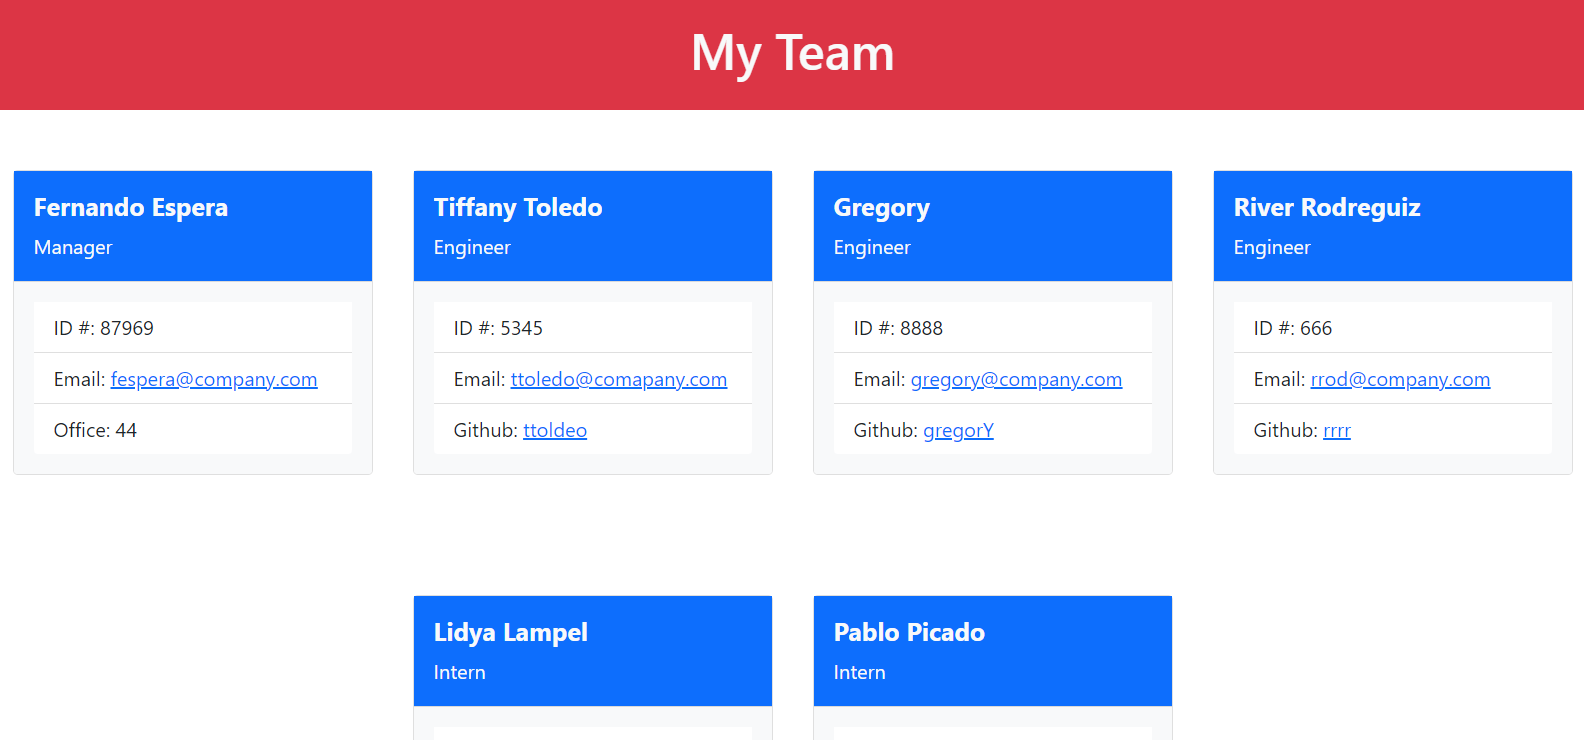 My Team
Fernando Espera
Manager
ID #: 87969
Email: fespera@company.com
Office: 44
Tiffany Toledo
Engineer
ID #: 5345
Email: ttoledo@comapany.com
Github: ttoldeo
Gregory
Engineer
ID #: 8888
Email: gregory@company.com
Github: gregorY
River Rodreguiz
Engineer
ID #: 666
Email: rrod@company.com
Github: rrrr
Lidya Lampel
Intern
Pablo Picado
Intern